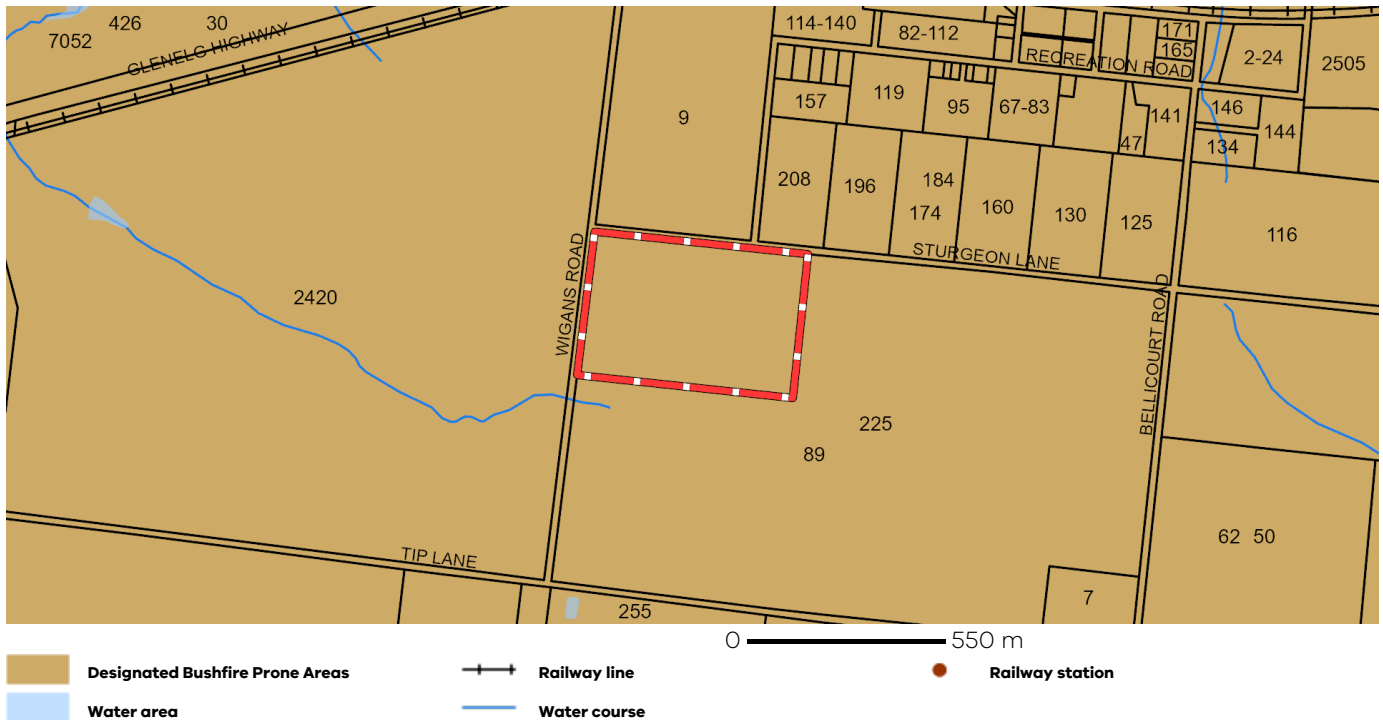 426 30
7052
GLENELG HIGHWAY
114-140
82-112
171
165
RECREATION ROAD
2-24
2505
9
157
119
95
67-83
47
141
146
144
134
208
196
184
174
160
130
125
116
STURGEON LANE
WIGANS ROAD
BELLICOURT ROAD
2420
225
89
62 50
TIP LANE
7
255
0 550 m
Designated Bushfire Prone Areas
Railway line
Railway station
Water area
Water course